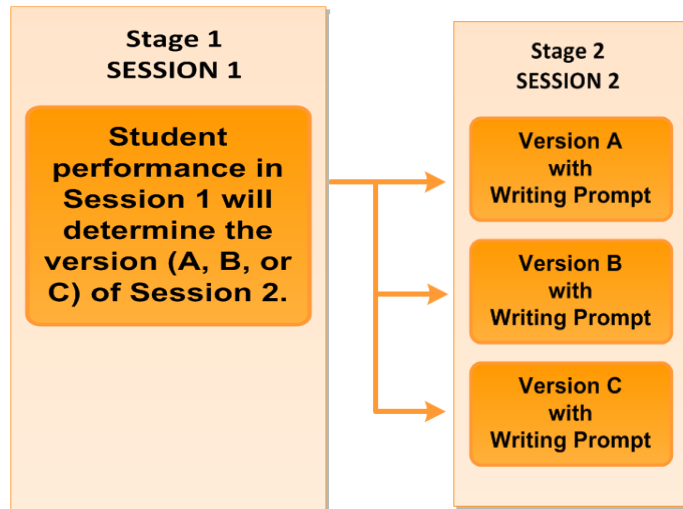 Stage 1
SESSION 1
Student
performance in
Session 1 will
determine the
version (A, B, or
C) of Session 2.
Stage 2
SESSION 2
Version A
with
Writing Prompt
Version B
with
Writing Prompt
Version C
with
Writing Prompt